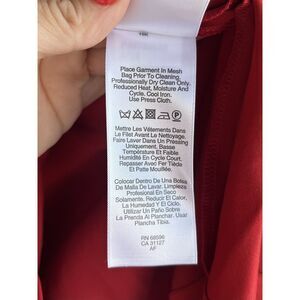 Place Garment In Mesh
Bag Prior To Cleaning.
Professionally Dry Clean Only.
Reduced Heat, Moisture And
Cycle. Cool Iron.
Use Press Cloth.
P
Mettre Les Vêtements Dans
Le Filet Avant Le Nettoyage.
Faire Laver Dans Un Pressing
Uniquement, Basse
Température Et Faible
Humidité En Cycle Court.
Repasser Avec Fer Tiède
Et Patte Mouillée.
Colocar Dentro De Una Bolsa
De Malla De Lavar. Limpieza
Profesional En Seco
Solamente. Reducir El Calor,
La Humedad Y El Ciclo.
Utilizar Un Paño Sobre
La Prenda Al Planchar. Usar
Plancha Tibia.
RN 68596
CA 31127
AF